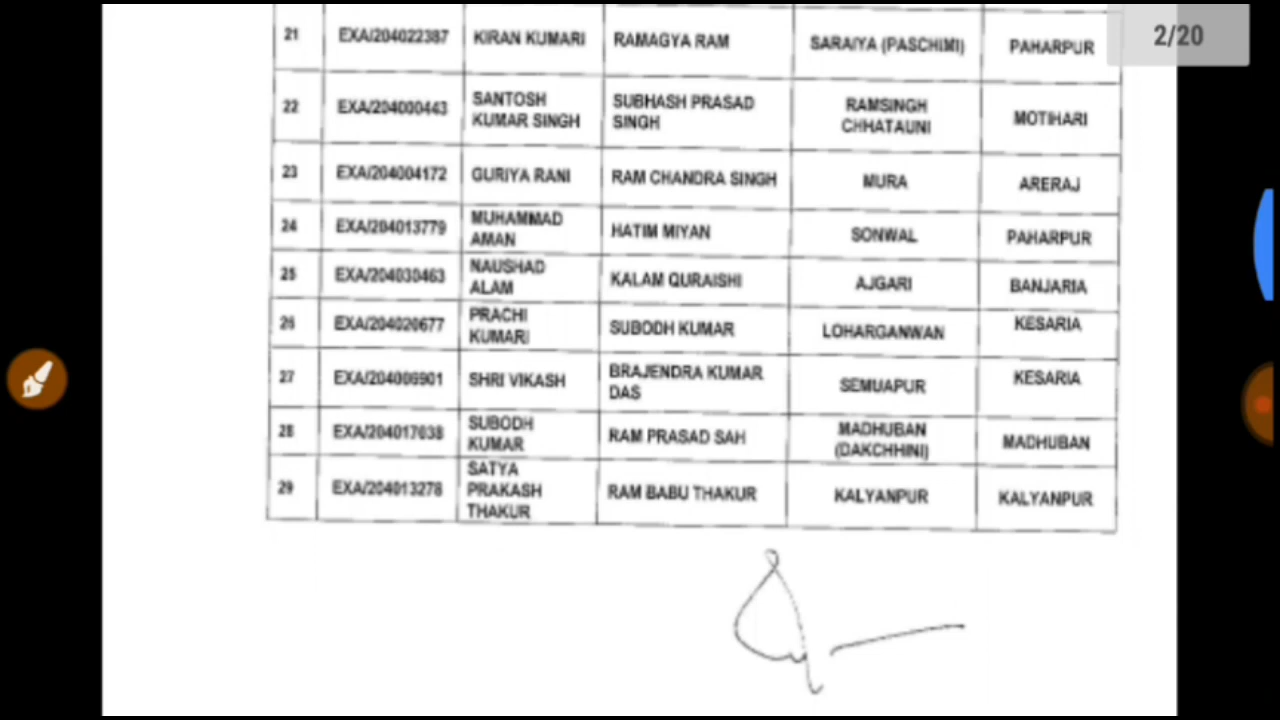 2/20
21 EXA/204022387 KIRAN KUMARI RAMAGYA RAM SARAIYA (PASCHIMI) PAHARPUR
22 EXA/204000443 SANTOSH KUMAR SINGH SUBHASH PRASAD SINGH RAMSINGH CHHATAUNI MOTIHARI
23 EXA/204004172 GURIYA RANI RAM CHANDRA SINGH MURA ARERAJ
24 EXA/204013779 MUHAMMAD AMAN HATIM MIYAN SONWAL PAHARPUR
25 EXA/204030463 NAUSHAD ALAM KALAM QURAISHI AJGARI BANJARIA
26 EXA/204020677 PRACHI KUMARI SUBODH KUMAR LOHARGANWAN KESARIA
27 EXA/204009901 SHRI VIKASH BRAJENDRA KUMAR DAS SEMUAPUR KESARIA
28 EXA/204017038 SUBODH KUMAR RAM PRASAD SAH MADHUBAN (DAKCHHINI) MADHUBAN
29 EXA/204013278 SATYA PRAKASH THAKUR RAM BABU THAKUR KALYANPUR KALYANPUR